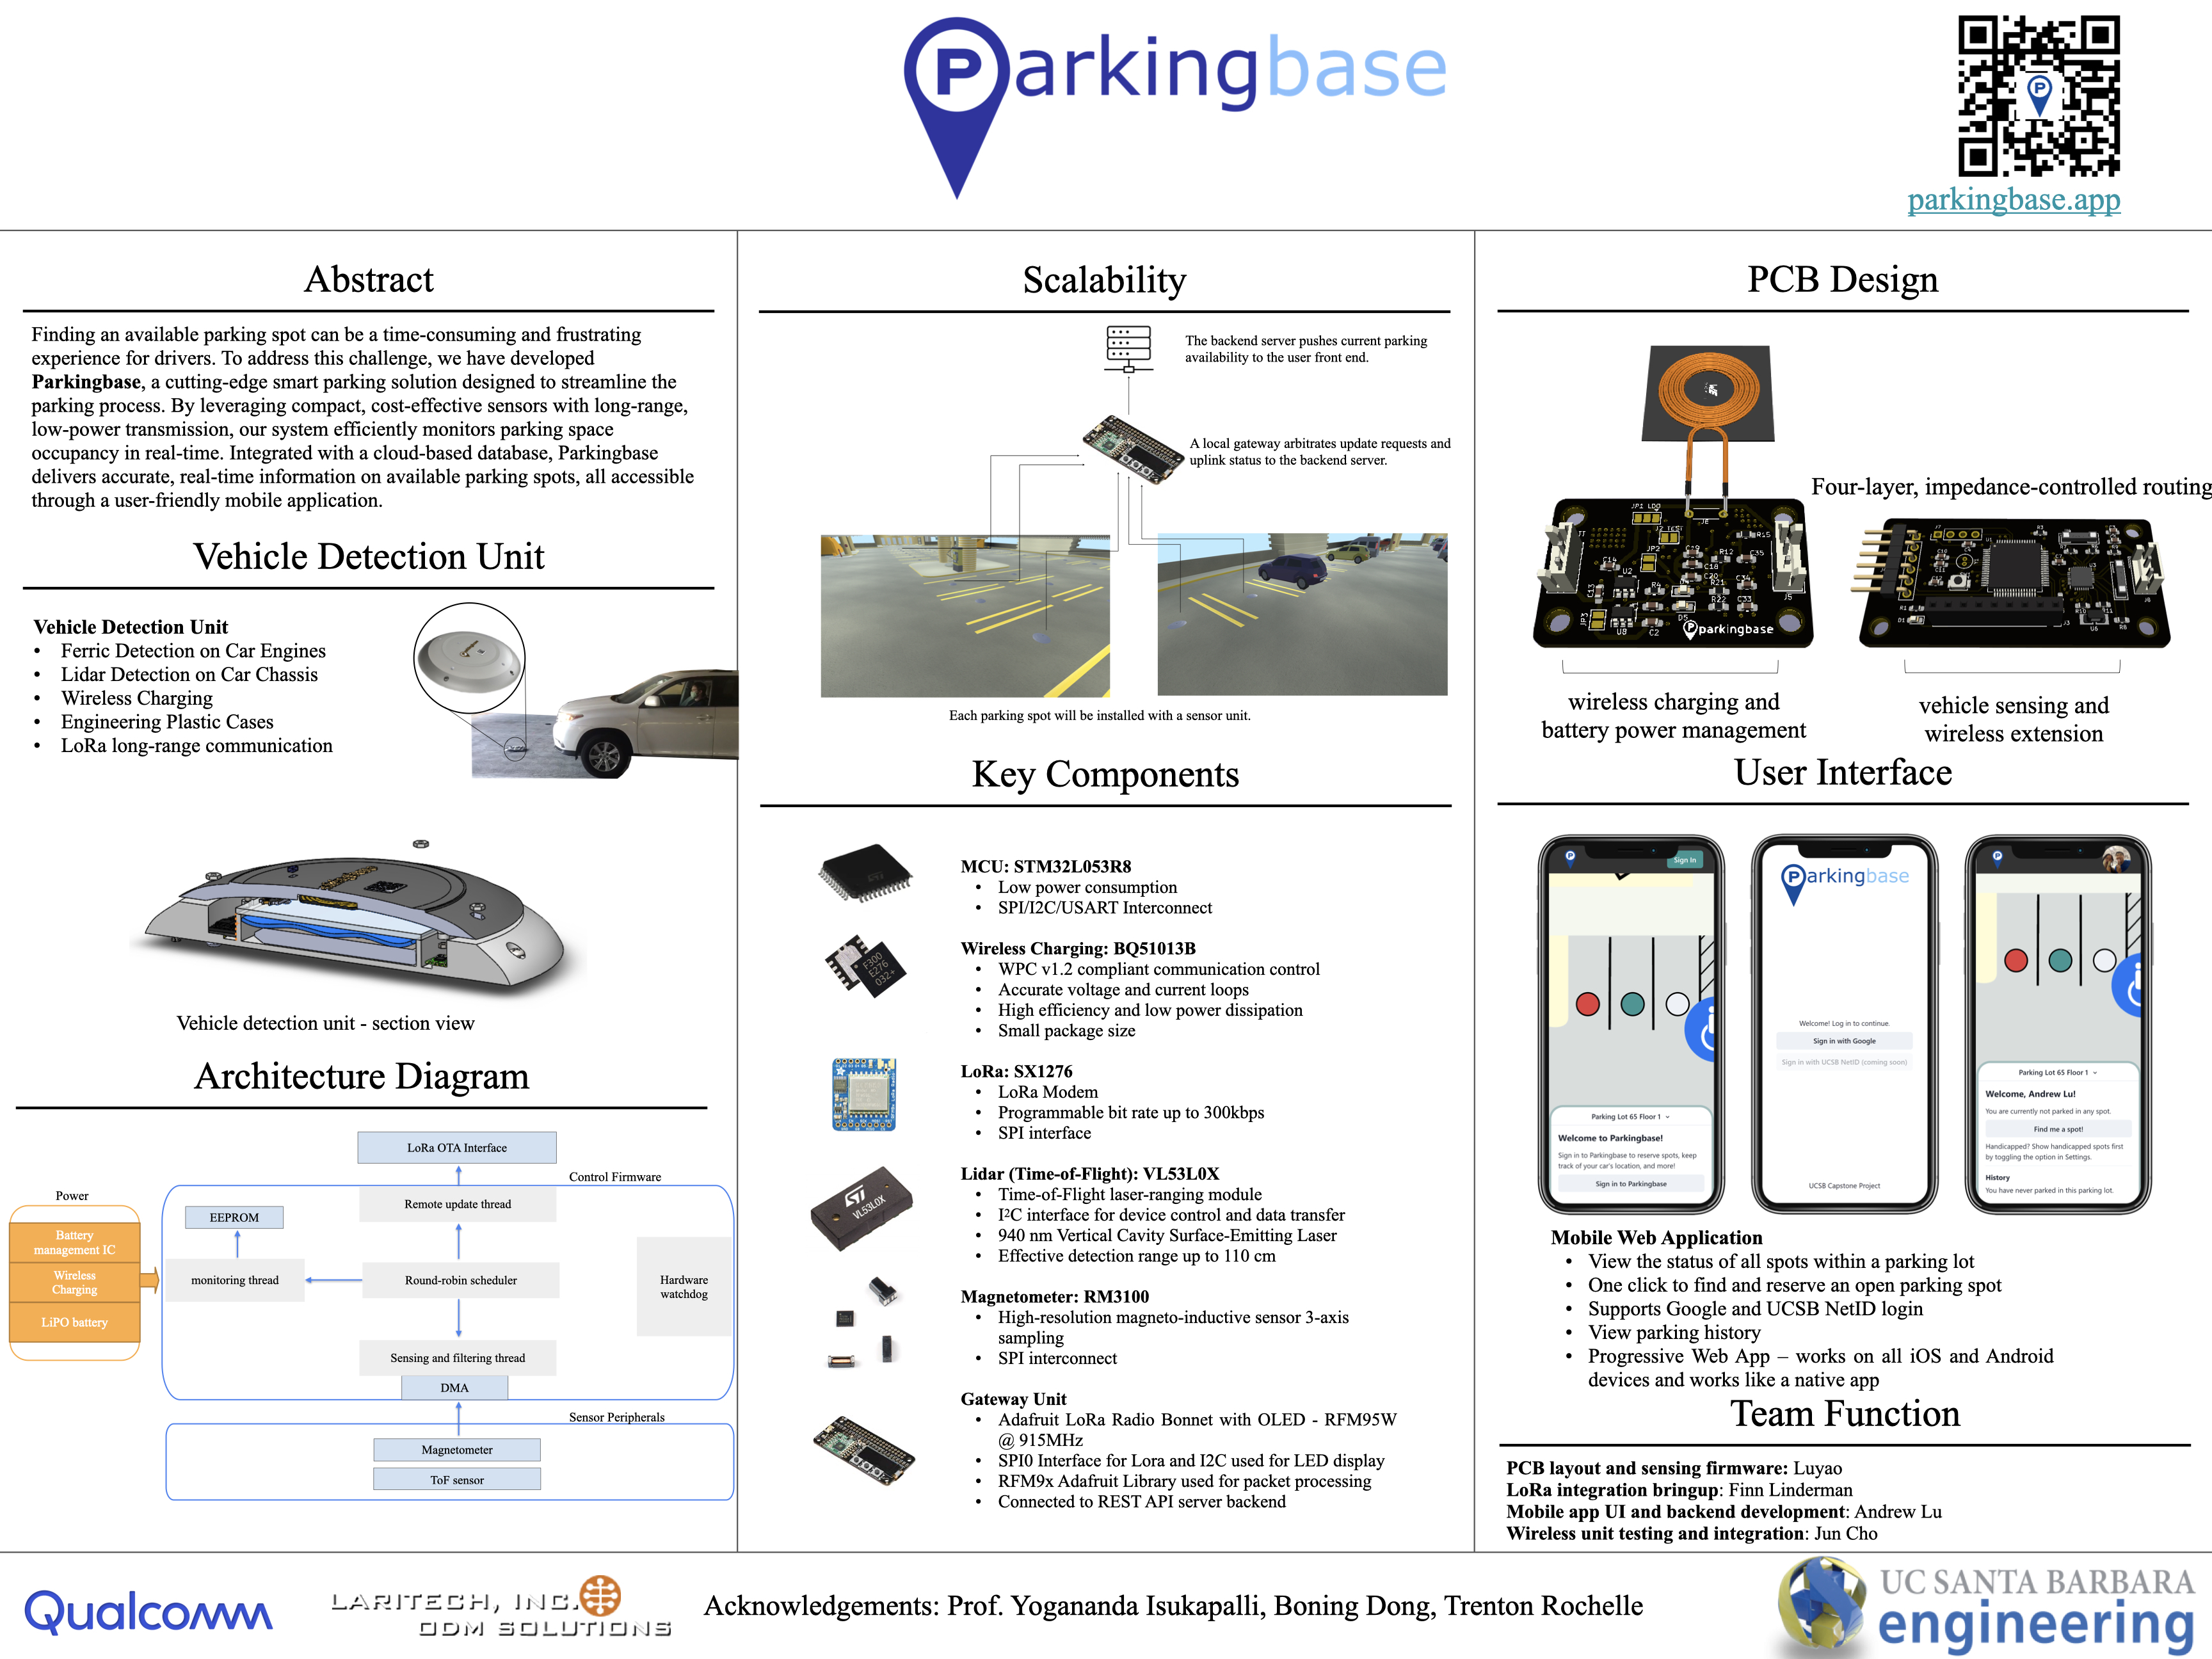 Parkingbase
parkingbase.app
Abstract
Finding an available parking spot can be a time-consuming and frustrating
experience for drivers. To address this challenge, we have developed
Parkingbase, a cutting-edge smart parking solution designed to streamline the
parking process. By leveraging compact, cost-effective sensors with long-range,
low-power transmission, our system efficiently monitors parking space
occupancy in real-time. Integrated with a cloud-based database, Parkingbase
delivers accurate, real-time information on available parking spots, all accessible
through a user-friendly mobile application.
Vehicle Detection Unit
Vehicle Detection Unit
• Ferric Detection on Car Engines
• Lidar Detection on Car Chassis
• Wireless Charging
• Engineering Plastic Cases
• LoRa long-range communication
Vehicle detection unit - section view
Architecture Diagram
LoRa OTA Interface
Control Firmware
Power
Remote update thread
EEPROM
Battery
management IC
Wireless
Charging
LiPO battery
monitoring thread
Round-robin scheduler
Hardware
watchdog
Sensing and filtering thread
DMA
Sensor Peripherals
Magnetometer
ToF sensor
Scalability
The backend server pushes current parking
availability to the user front end.
A local gateway arbitrates update requests and
uplink status to the backend server.
Each parking spot will be installed with a sensor unit.
Key Components
MCU: STM32L053R8
• Low power consumption
• SPI/I2C/USART Interconnect
F300
E276
032+
Wireless Charging: BQ51013B
• WPC v1.2 compliant communication control
• Accurate voltage and current loops
• High efficiency and low power dissipation
• Small package size
LoRa: SX1276
• LoRa Modem
• Programmable bit rate up to 300kbps
• SPI interface
VL53L0X
Lidar (Time-of-Flight): VL53L0X
• Time-of-Flight laser-ranging module
• I²C interface for device control and data transfer
• 940 nm Vertical Cavity Surface-Emitting Laser
• Effective detection range up to 110 cm
Magnetometer: RM3100
• High-resolution magneto-inductive sensor 3-axis
sampling
• SPI interconnect
Gateway Unit
• Adafruit LoRa Radio Bonnet with OLED - RFM95W
@ 915MHz
• SPI0 Interface for Lora and I2C used for LED display
• RFM9x Adafruit Library used for packet processing
• Connected to REST API server backend
PCB Design
Four-layer, impedance-controlled routing
parkingbase
wireless charging and
battery power management
vehicle sensing and
wireless extension
User Interface
Sign In
Parking Lot 65 Floor 1
Welcome to Parkingbase!
Sign in to Parkingbase to reserve spots, keep
track of your car's location, and more!
Sign in to Parkingbase
Parkingbase
Welcome! Log in to continue.
Sign in with Google
Sign in with UCSB NetID (coming soon)
UCSB Capstone Project
Parking Lot 65 Floor 1
Welcome, Andrew Lu!
You are currently not parked in any spot.
Find me a spot!
Handicapped? Show handicapped spots first
by toggling the option in Settings.
History
You have never parked in this parking lot.
Mobile Web Application
• View the status of all spots within a parking lot
• One click to find and reserve an open parking spot
• Supports Google and UCSB NetID login
• View parking history
• Progressive Web App – works on all iOS and Android
devices and works like a native app
Team Function
PCB layout and sensing firmware: Luyao
LoRa integration bringup: Finn Linderman
Mobile app UI and backend development: Andrew Lu
Wireless unit testing and integration: Jun Cho
Qualcomm
LARITECH, INC.
ODM SOLUTIONS
Acknowledgements: Prof. Yogananda Isukapalli, Boning Dong, Trenton Rochelle
UC SANTA BARBARA
engineering